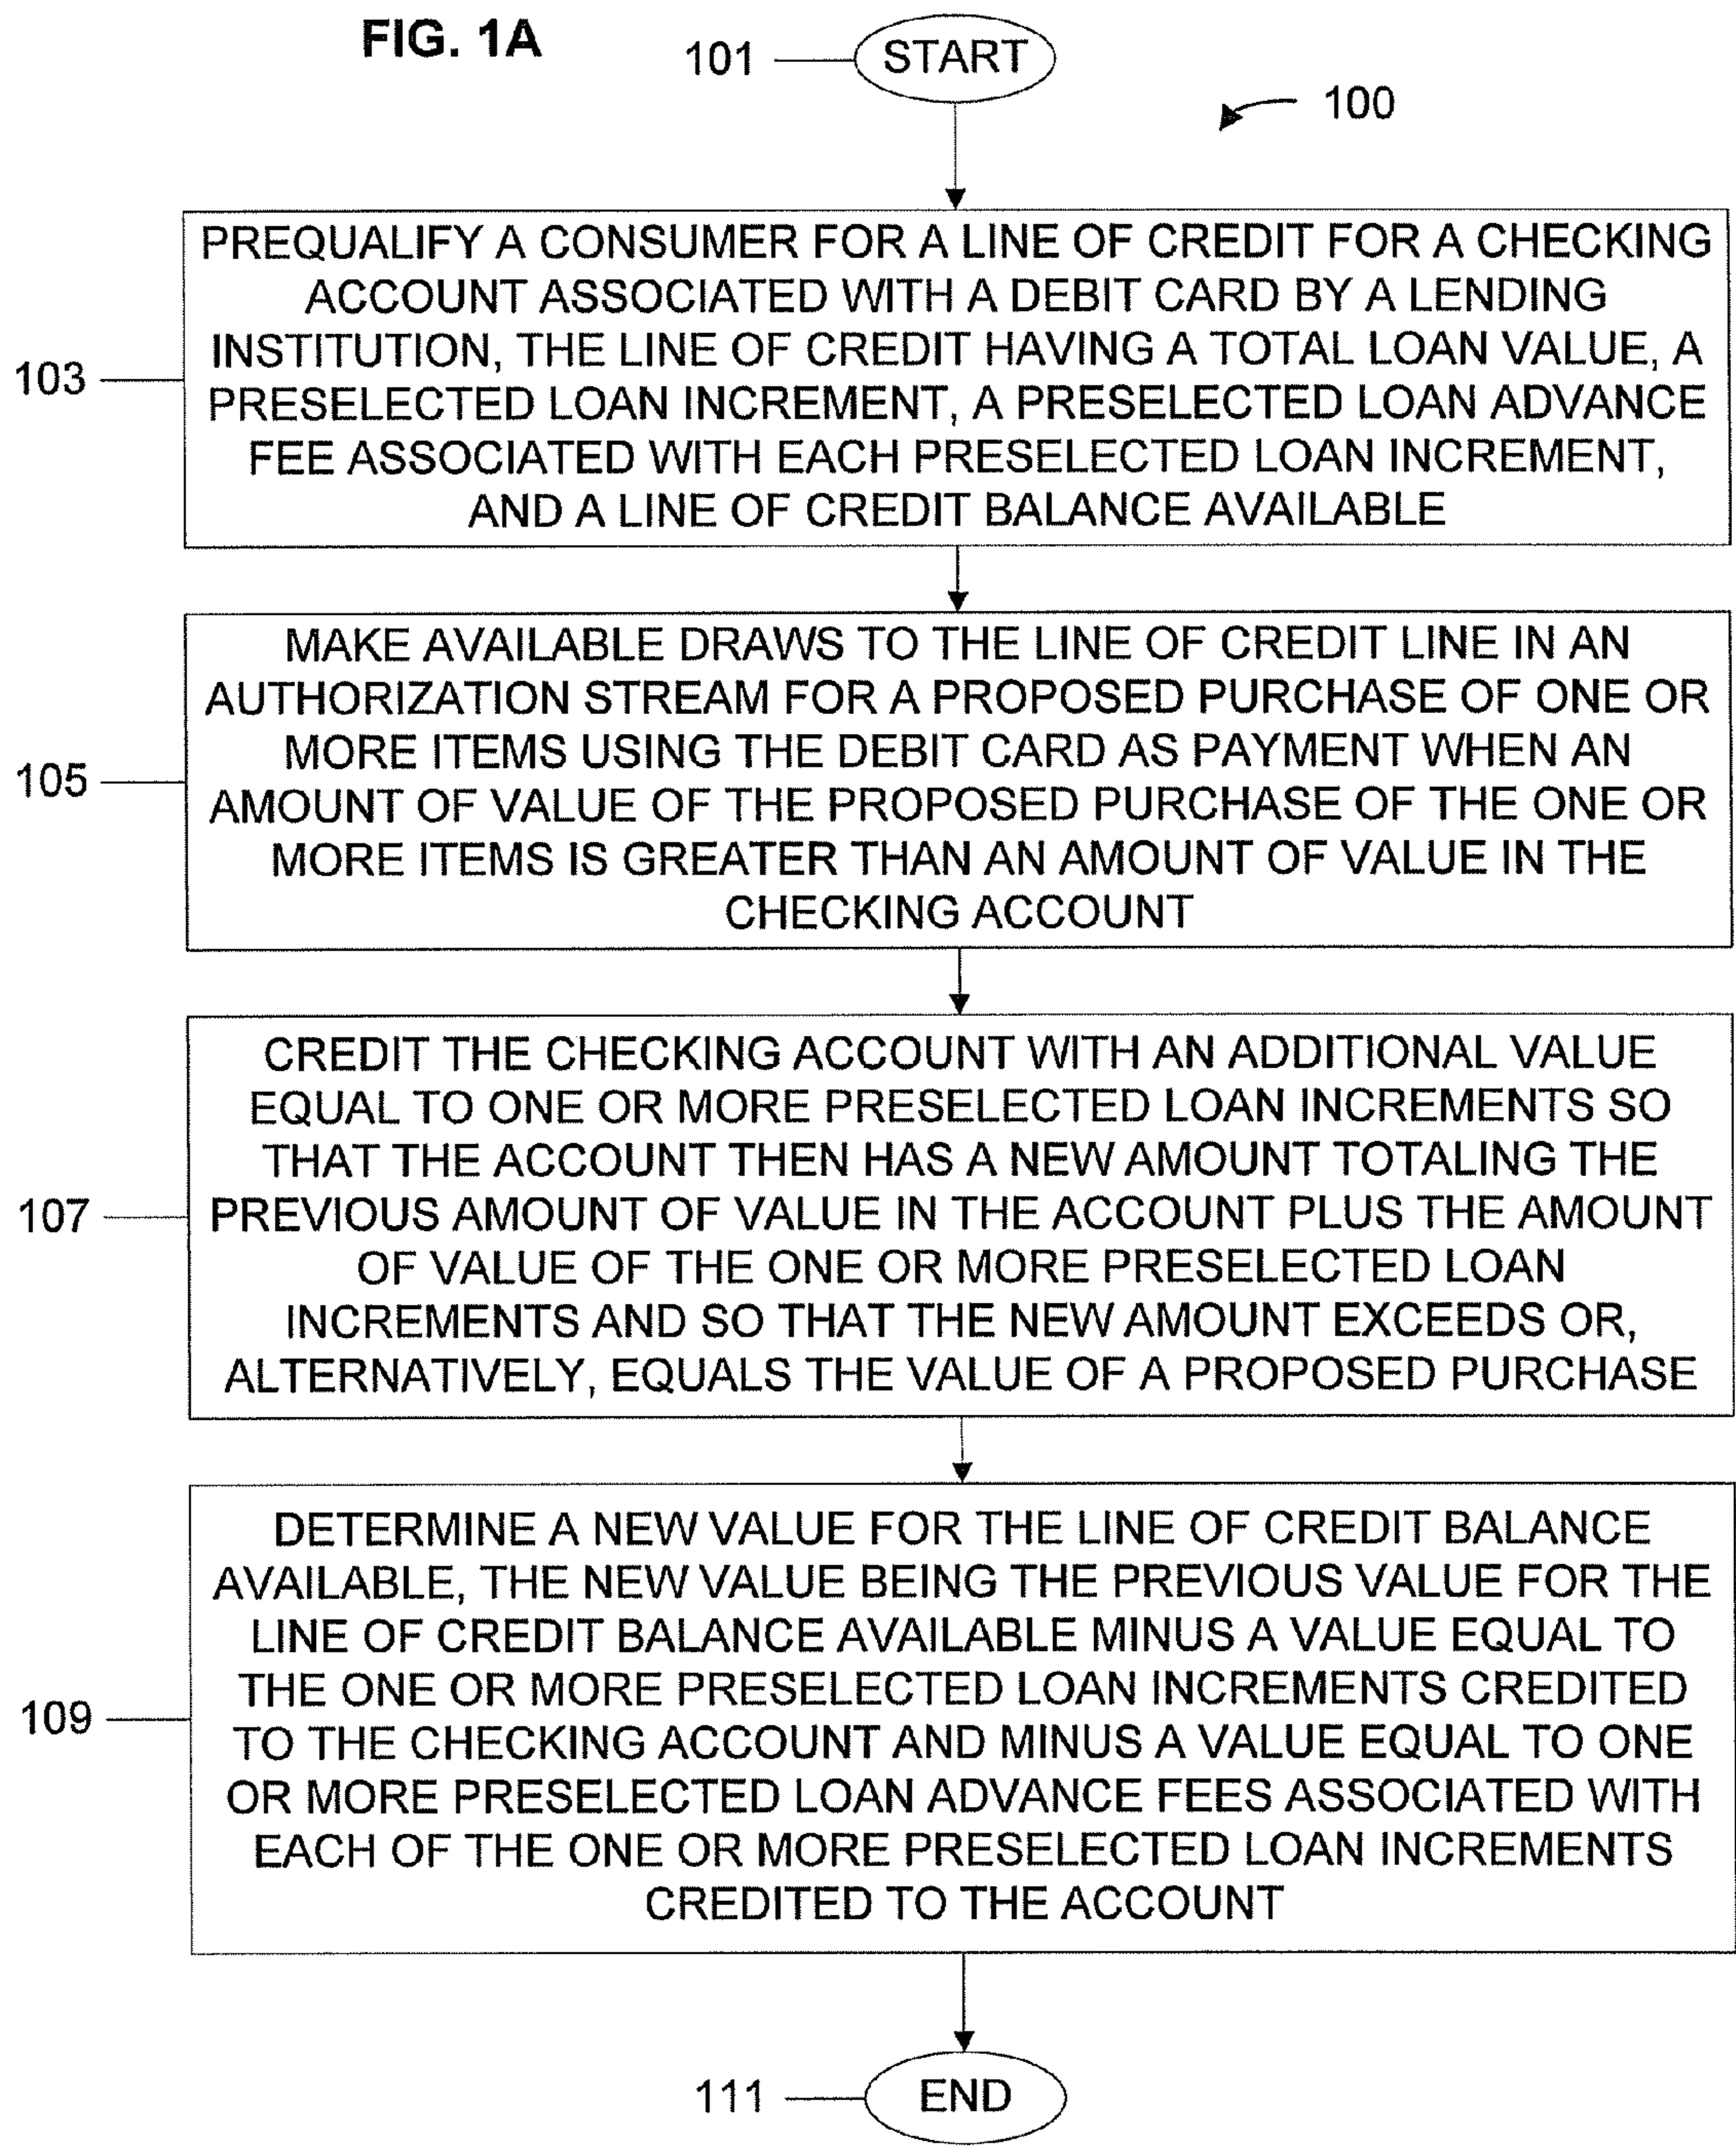 FIG. 1A
101
START
100
103
PREQUALIFY A CONSUMER FOR A LINE OF CREDIT FOR A CHECKING
ACCOUNT ASSOCIATED WITH A DEBIT CARD BY A LENDING
INSTITUTION, THE LINE OF CREDIT HAVING A TOTAL LOAN VALUE, A
PRESELECTED LOAN INCREMENT, A PRESELECTED LOAN ADVANCE
FEE ASSOCIATED WITH EACH PRESELECTED LOAN INCREMENT,
AND A LINE OF CREDIT BALANCE AVAILABLE
105
MAKE AVAILABLE DRAWS TO THE LINE OF CREDIT LINE IN AN
AUTHORIZATION STREAM FOR A PROPOSED PURCHASE OF ONE OR
MORE ITEMS USING THE DEBIT CARD AS PAYMENT WHEN AN
AMOUNT OF VALUE OF THE PROPOSED PURCHASE OF THE ONE OR
MORE ITEMS IS GREATER THAN AN AMOUNT OF VALUE IN THE
CHECKING ACCOUNT
107
CREDIT THE CHECKING ACCOUNT WITH AN ADDITIONAL VALUE
EQUAL TO ONE OR MORE PRESELECTED LOAN INCREMENTS SO
THAT THE ACCOUNT THEN HAS A NEW AMOUNT TOTALING THE
PREVIOUS AMOUNT OF VALUE IN THE ACCOUNT PLUS THE AMOUNT
OF VALUE OF THE ONE OR MORE PRESELECTED LOAN
INCREMENTS AND SO THAT THE NEW AMOUNT EXCEEDS OR,
ALTERNATIVELY, EQUALS THE VALUE OF A PROPOSED PURCHASE
109
DETERMINE A NEW VALUE FOR THE LINE OF CREDIT BALANCE
AVAILABLE, THE NEW VALUE BEING THE PREVIOUS VALUE FOR THE
LINE OF CREDIT BALANCE AVAILABLE MINUS A VALUE EQUAL TO
THE ONE OR MORE PRESELECTED LOAN INCREMENTS CREDITED
TO THE CHECKING ACCOUNT AND MINUS A VALUE EQUAL TO ONE
OR MORE PRESELECTED LOAN ADVANCE FEES ASSOCIATED WITH
EACH OF THE ONE OR MORE PRESELECTED LOAN INCREMENTS
CREDITED TO THE ACCOUNT
111
END